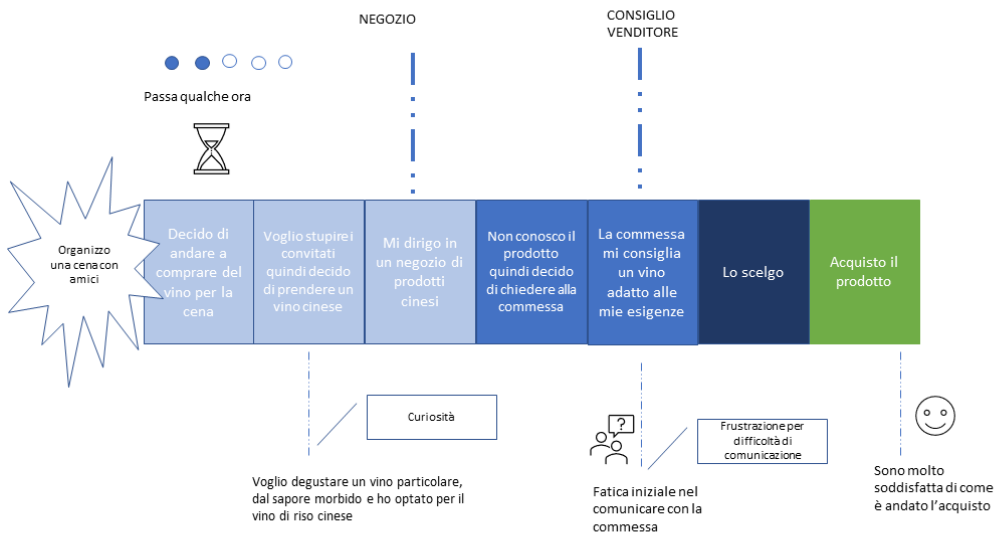 NEGOZIO
CONSIGLIO
VENDITORE
Passa qualche ora
Organizzo
una cena con
amici
Decido di
andare a
comprare del
vino per la
cena
Voglio stupire i
convitati
quindi decido
di prendere un
vino cinese
Mi dirigo in
un negozio di
prodotti
cinesi
Non conosco il
prodotto
quindi decido
di chiedere alla
commessa
La commessa
mi consiglia
un vino
adatto alle
mie esigenze
Lo scelgo
Acquisto il
prodotto
Curiosità
Voglio degustare un vino particolare,
dal sapore morbido e ho optato per il
vino di riso cinese
?
Frustrazione per
difficoltà di
comunicazione
Fatica iniziale nel
comunicare con la
commessa
Sono molto
soddisfatta di come
è andato l'acquisto